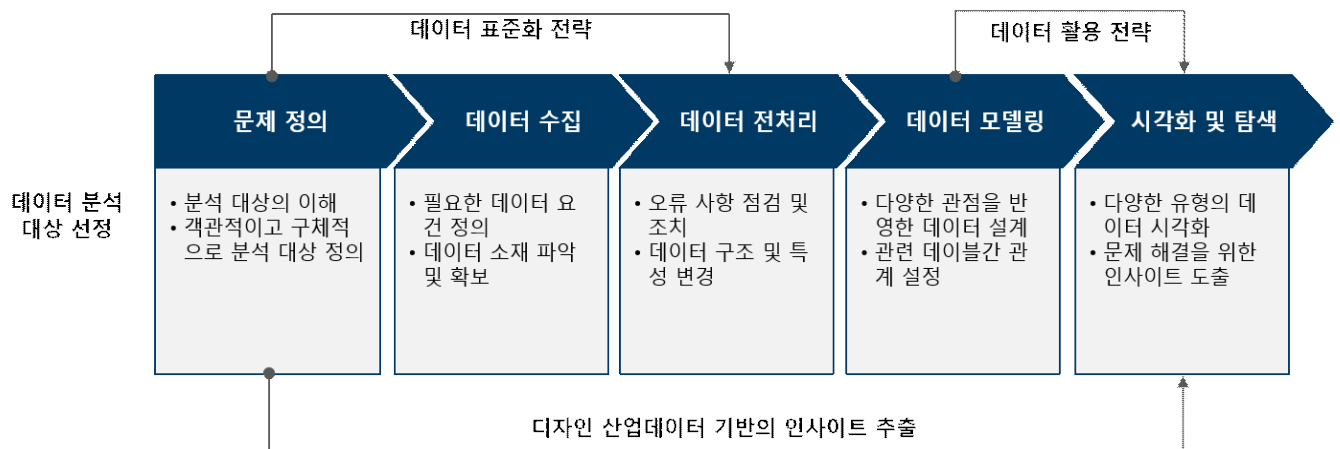 데이터 표준화 전략
데이터 활용 전략
문제 정의
데이터 수집
데이터 전처리
데이터 모델링
시각화 및 탐색
데이터 분석
대상 선정
• 분석 대상의 이해
• 객관적이고 구체적
으로 분석 대상 정의
• 필요한 데이터 요
건 정의
• 데이터 소재 파악
및 확보
• 오류 사항 점검 및
조치
• 데이터 구조 및 특
성 변경
• 다양한 관점을 반
영한 데이터 설계
• 관련 데이블간 관
계 설정
• 다양한 유형의 데
이터 시각화
• 문제 해결을 위한
인사이트 도출
디자인 산업데이터 기반의 인사이트 추출